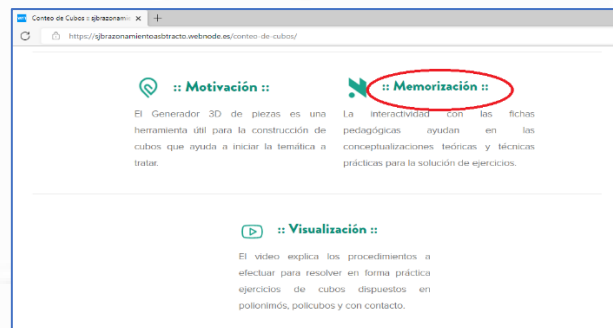 Conteo de Cubos :: sjbrazonamie
https://sjbrazonamientoasbtracto.webnode.es/conteo-de-cubos/
:: Motivación ::
El Generador 3D de piezas es una
herramienta útil para la construcción de
cubos que ayuda a iniciar la temática a
tratar.
:: Memorización ::
La interactividad con las fichas
pedagógicas ayudan en las
conceptualizaciones teóricas y técnicas
prácticas para la solución de ejercicios.
:: Visualización ::
El video explica los procedimientos a
efectuar para resolver en forma práctica
ejercicios de cubos dispuestos en
polionimós, policubos y con contacto.